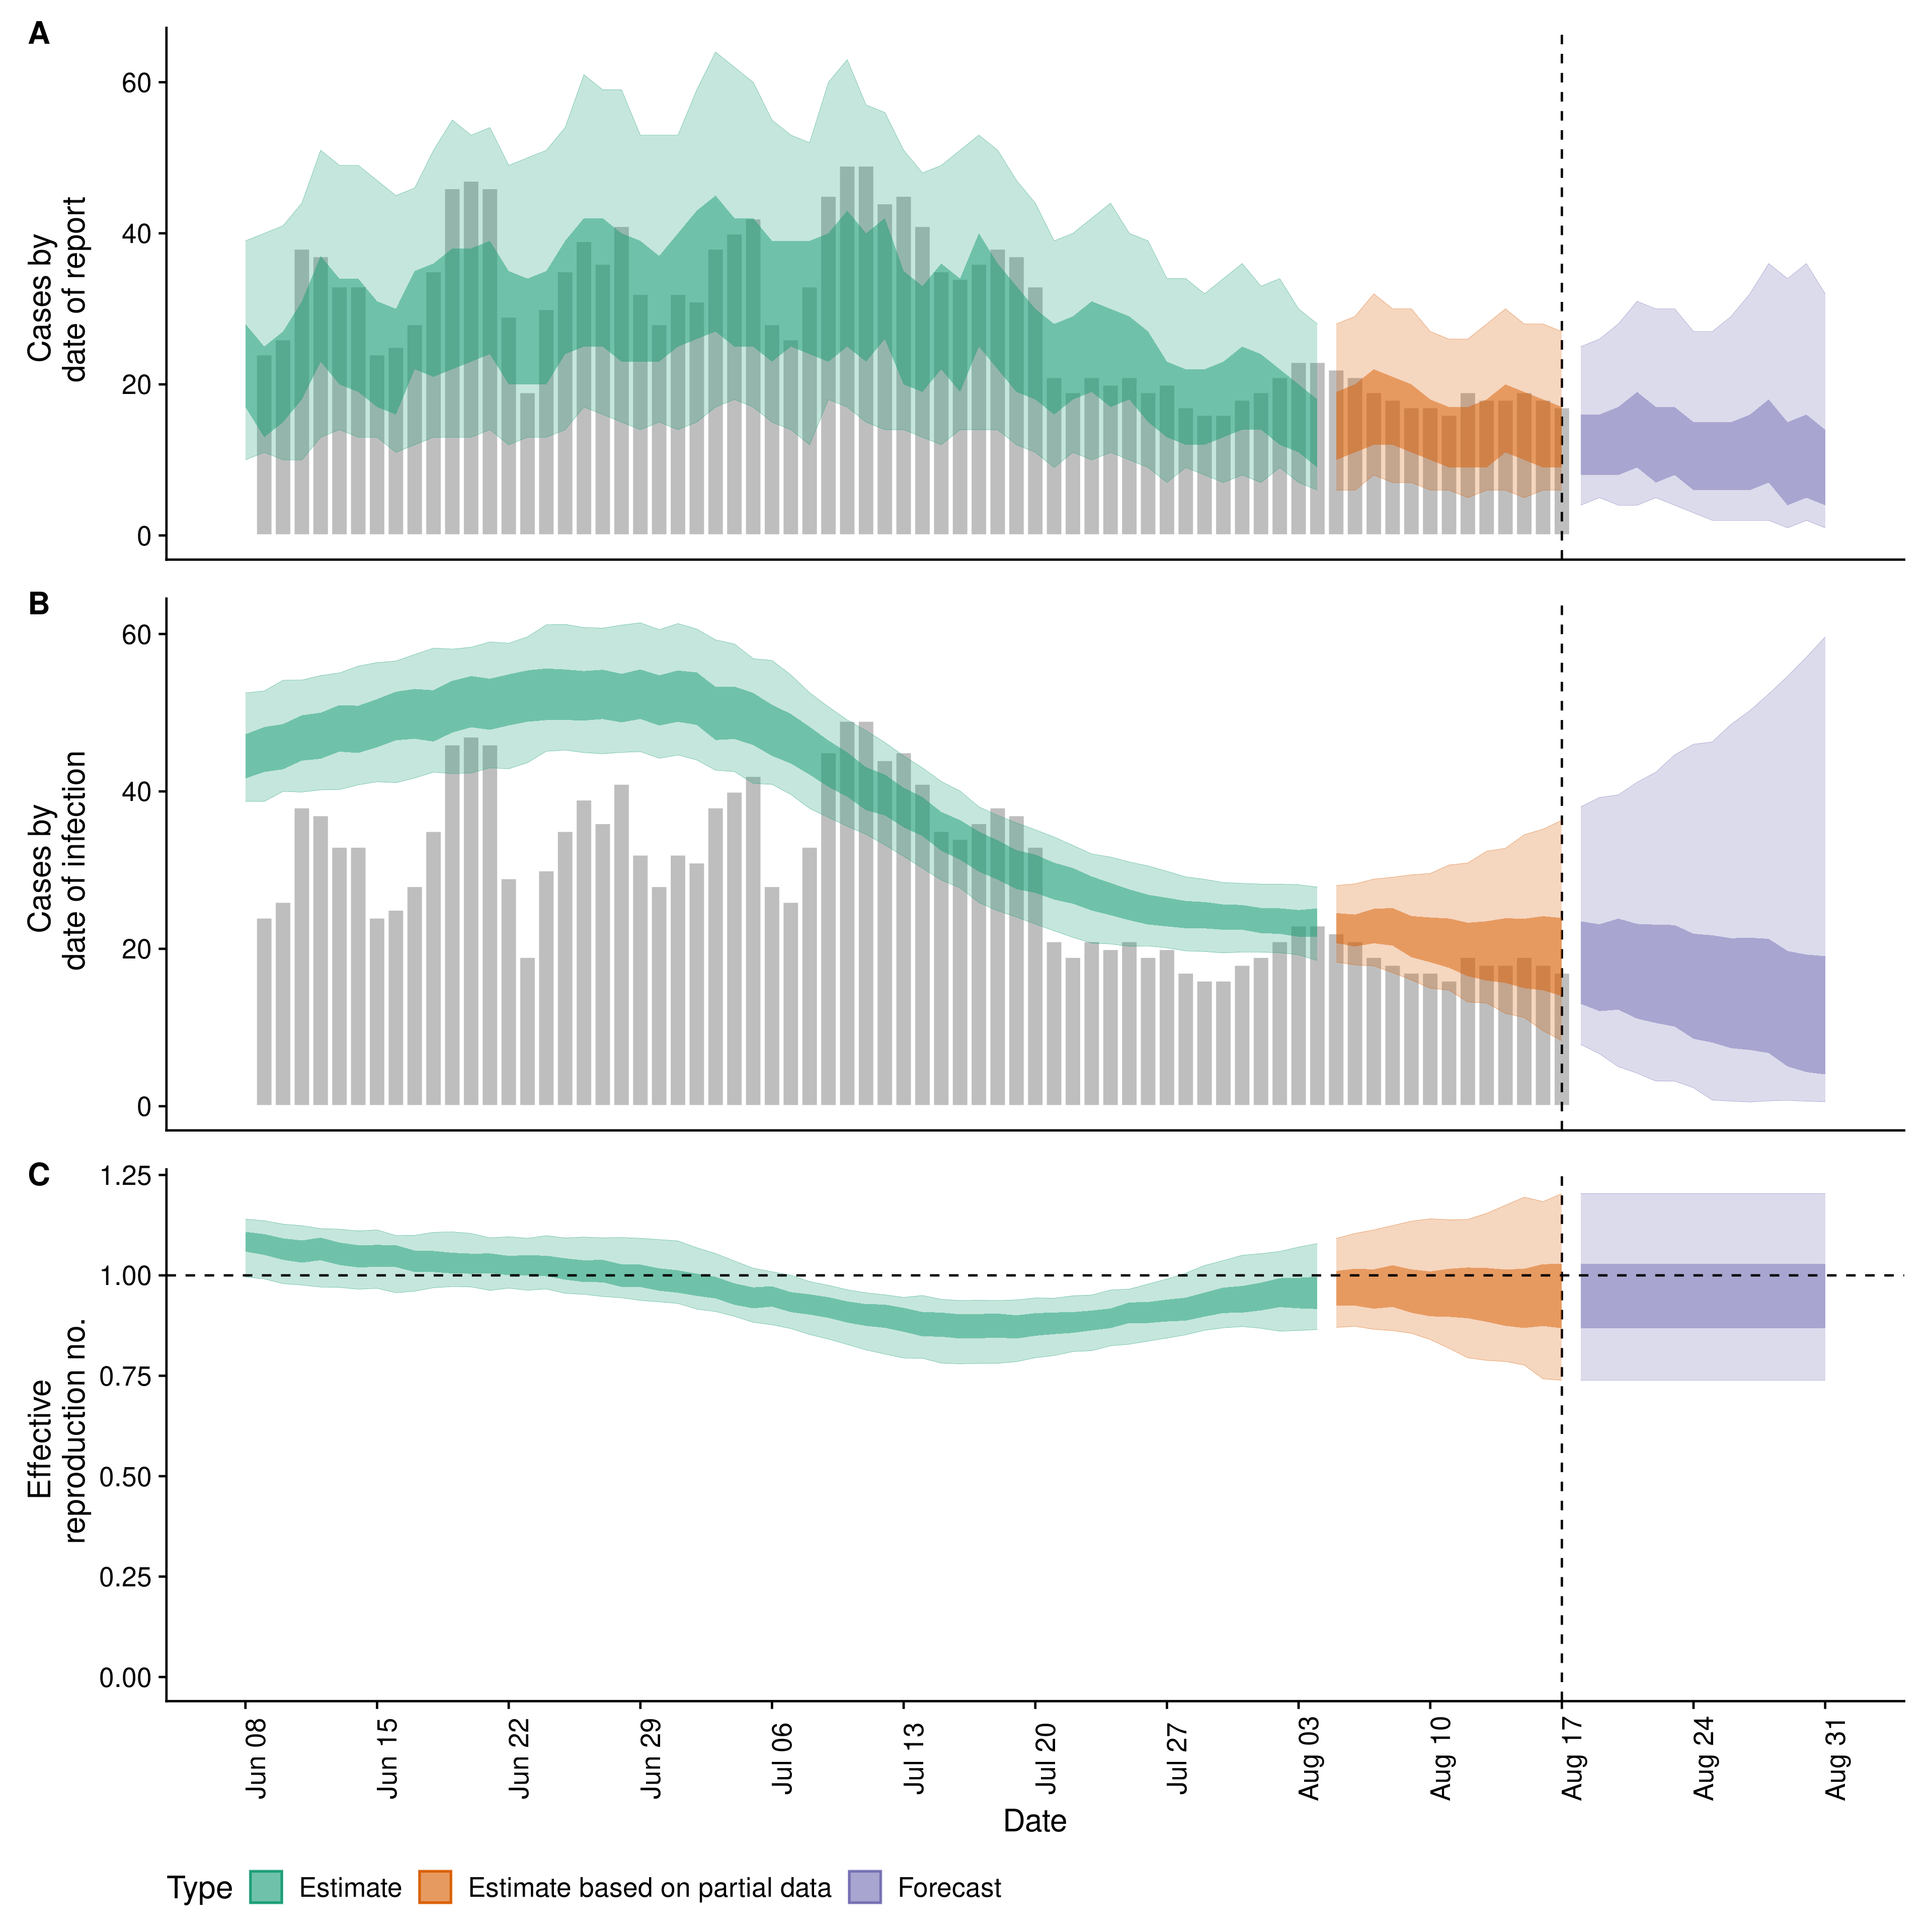 A
Cases by
date of report
60
40
20
0
B
Cases by
date of infection
60
40
20
0
C
Effective
reproduction no.
1.25
1.00
0.75
0.50
0.25
0.00
Jun 08
Jun 15
Jun 22
Jun 29
Jul 06
Jul 13
Jul 20
Jul 27
Aug 03
Aug 10
Aug 17
Aug 24
Aug 31
Date
Type Estimate Estimate based on partial data Forecast